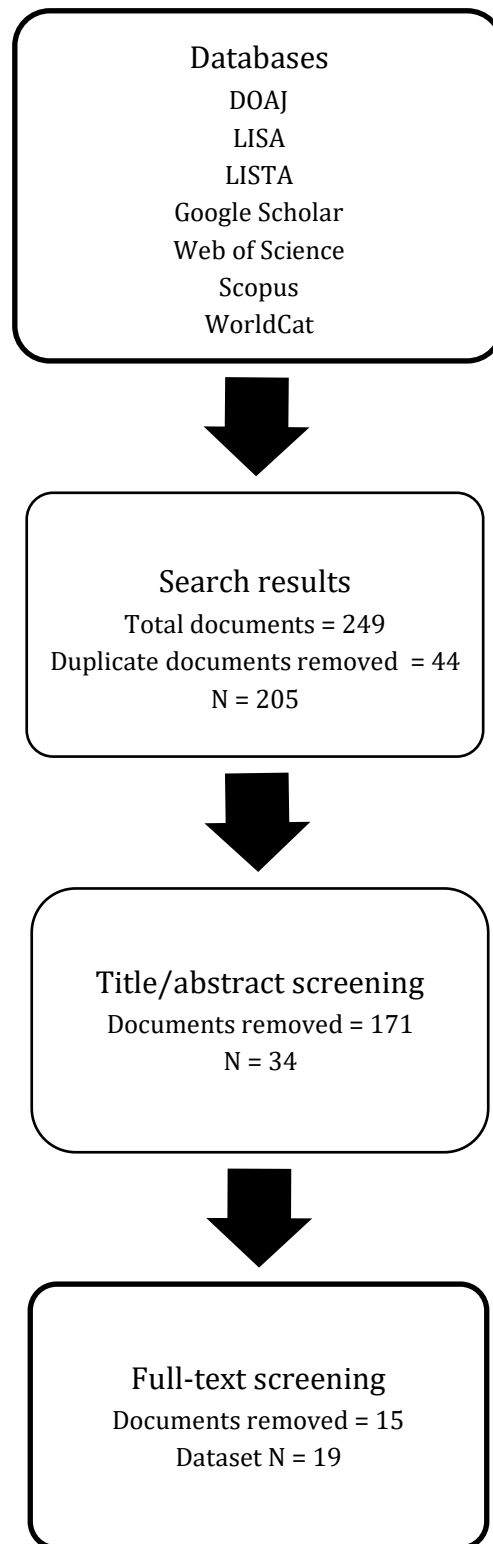 Databases
DOAJ
LISA
LISTA
Google Scholar
Web of Science
Scopus
WorldCat
Search results
Total documents = 249
Duplicate documents removed  = 44
N = 205
Title/abstract screening
Documents removed = 171
N = 34
Full-text screening
Documents removed = 15
Dataset N = 19